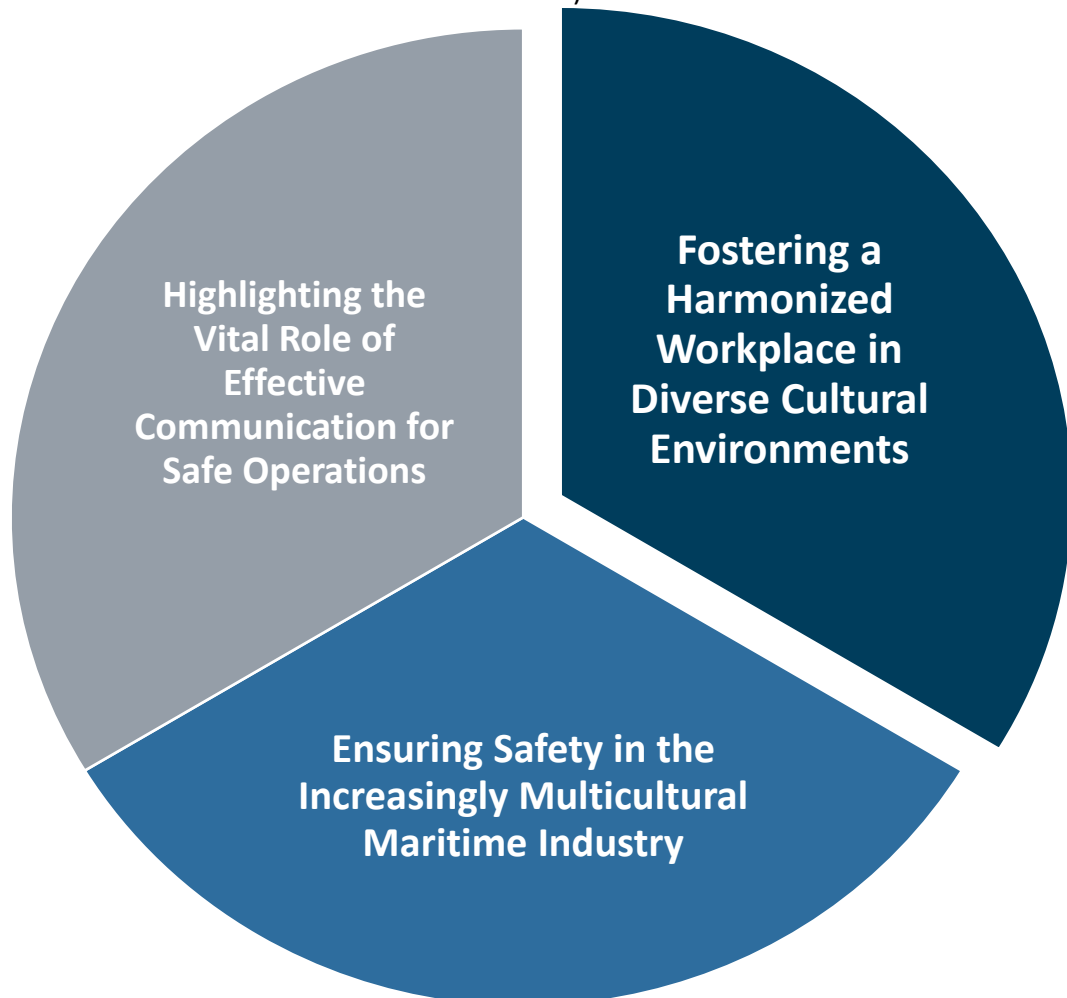 Fostering a
Harmonized
Workplace in
Diverse Cultural
Environments
Highlighting the
Vital Role of
Effective
Communication for
Safe Operations
Ensuring Safety in the
Increasingly Multicultural
Maritime Industry